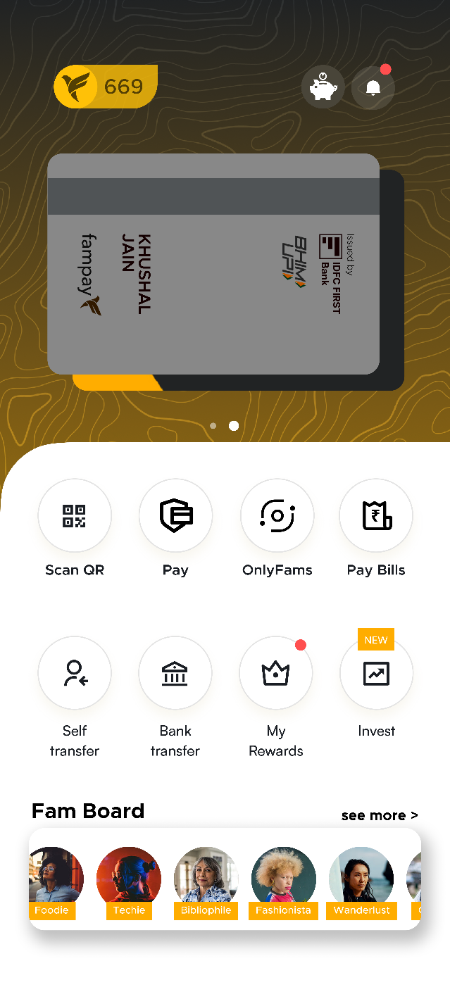 669
fampay
KHUSHAL
JAIN
BHIM
UPI
Issued by
IDFC FIRST
Bank
Scan QR
Pay
OnlyFams
Pay Bills
NEW
Self
transfer
Bank
transfer
My
Rewards
Invest
Fam Board
see more >
Foodie
Techie
Bibliophile
Fashionista
Wanderlust